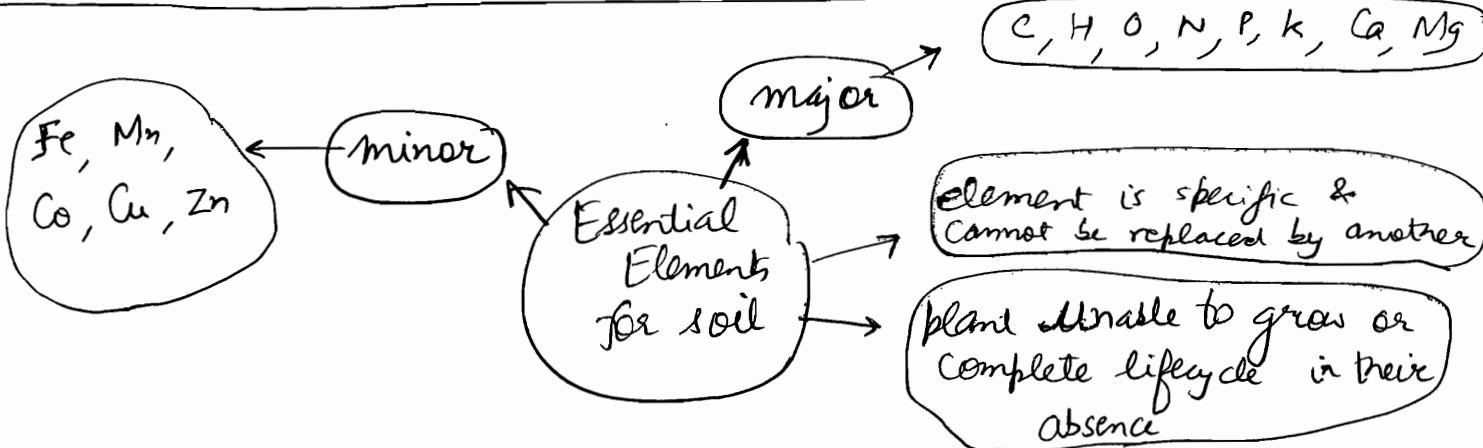 C, H, O, N, P, K, Ca, Mg
major
Fe, Mn,
Co, Cu, Zn
minor
Essential
Elements
for soil
element is specific &
cannot be replaced by another
plant unable to grow or
complete lifecycle in their
absence